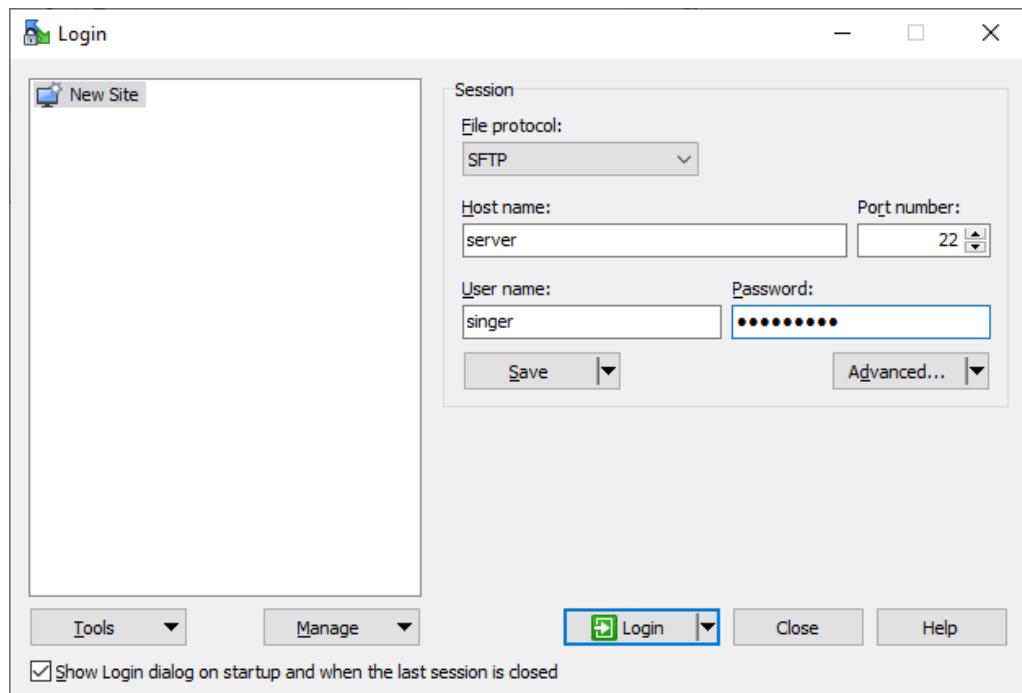 Login
New Site
Session
File protocol:
SFTP
Host name: Port number:
server 22
User name: Password:
singer •••••••••
Save Advanced...
Tools Manage Login Close Help
Show Login dialog on startup and when the last session is closed